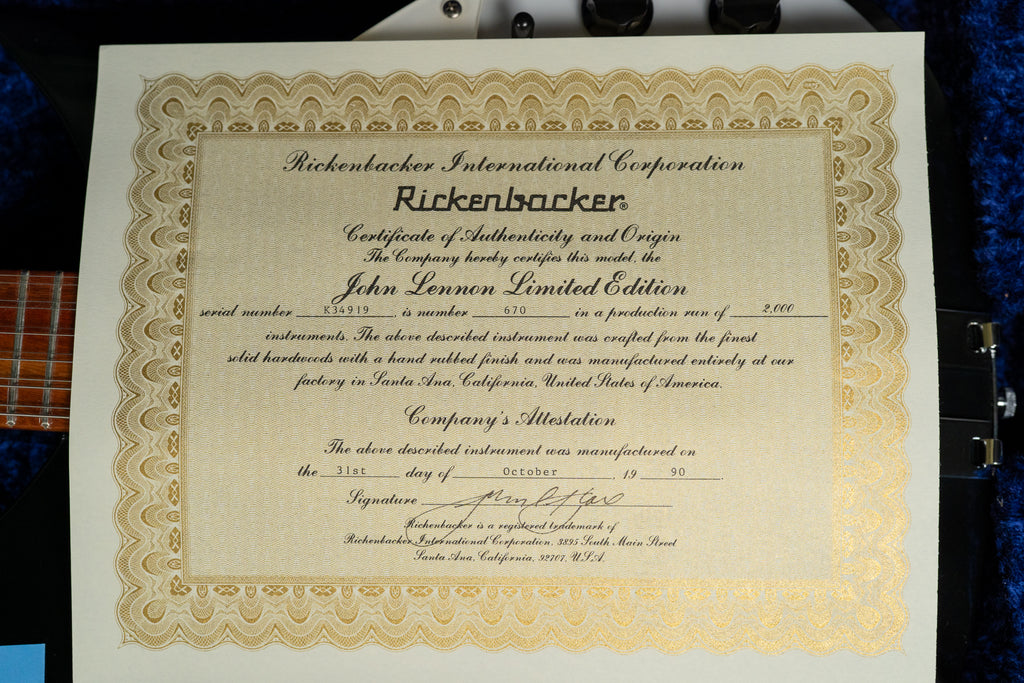 Rickenbacker International Corporation
Rickenbacker®
Certificate of Authenticity and Origin
The Company hereby certifies this model, the
John Lennon Limited Edition
serial number K34919, is number 670 in a production run of 2,000
instruments. The above described instrument was crafted from the finest
solid hardwoods with a hand rubbed finish and was manufactured entirely at our
factory in Santa Ana, California, United States of America.
Company's Attestation
The above described instrument was manufactured on
the 31st day of October, 19 90.
Signature
Rickenbacker is a registered trademark of
Rickenbacker International Corporation, 3895 South Main Street
Santa Ana, California, 92707, U.S.A.